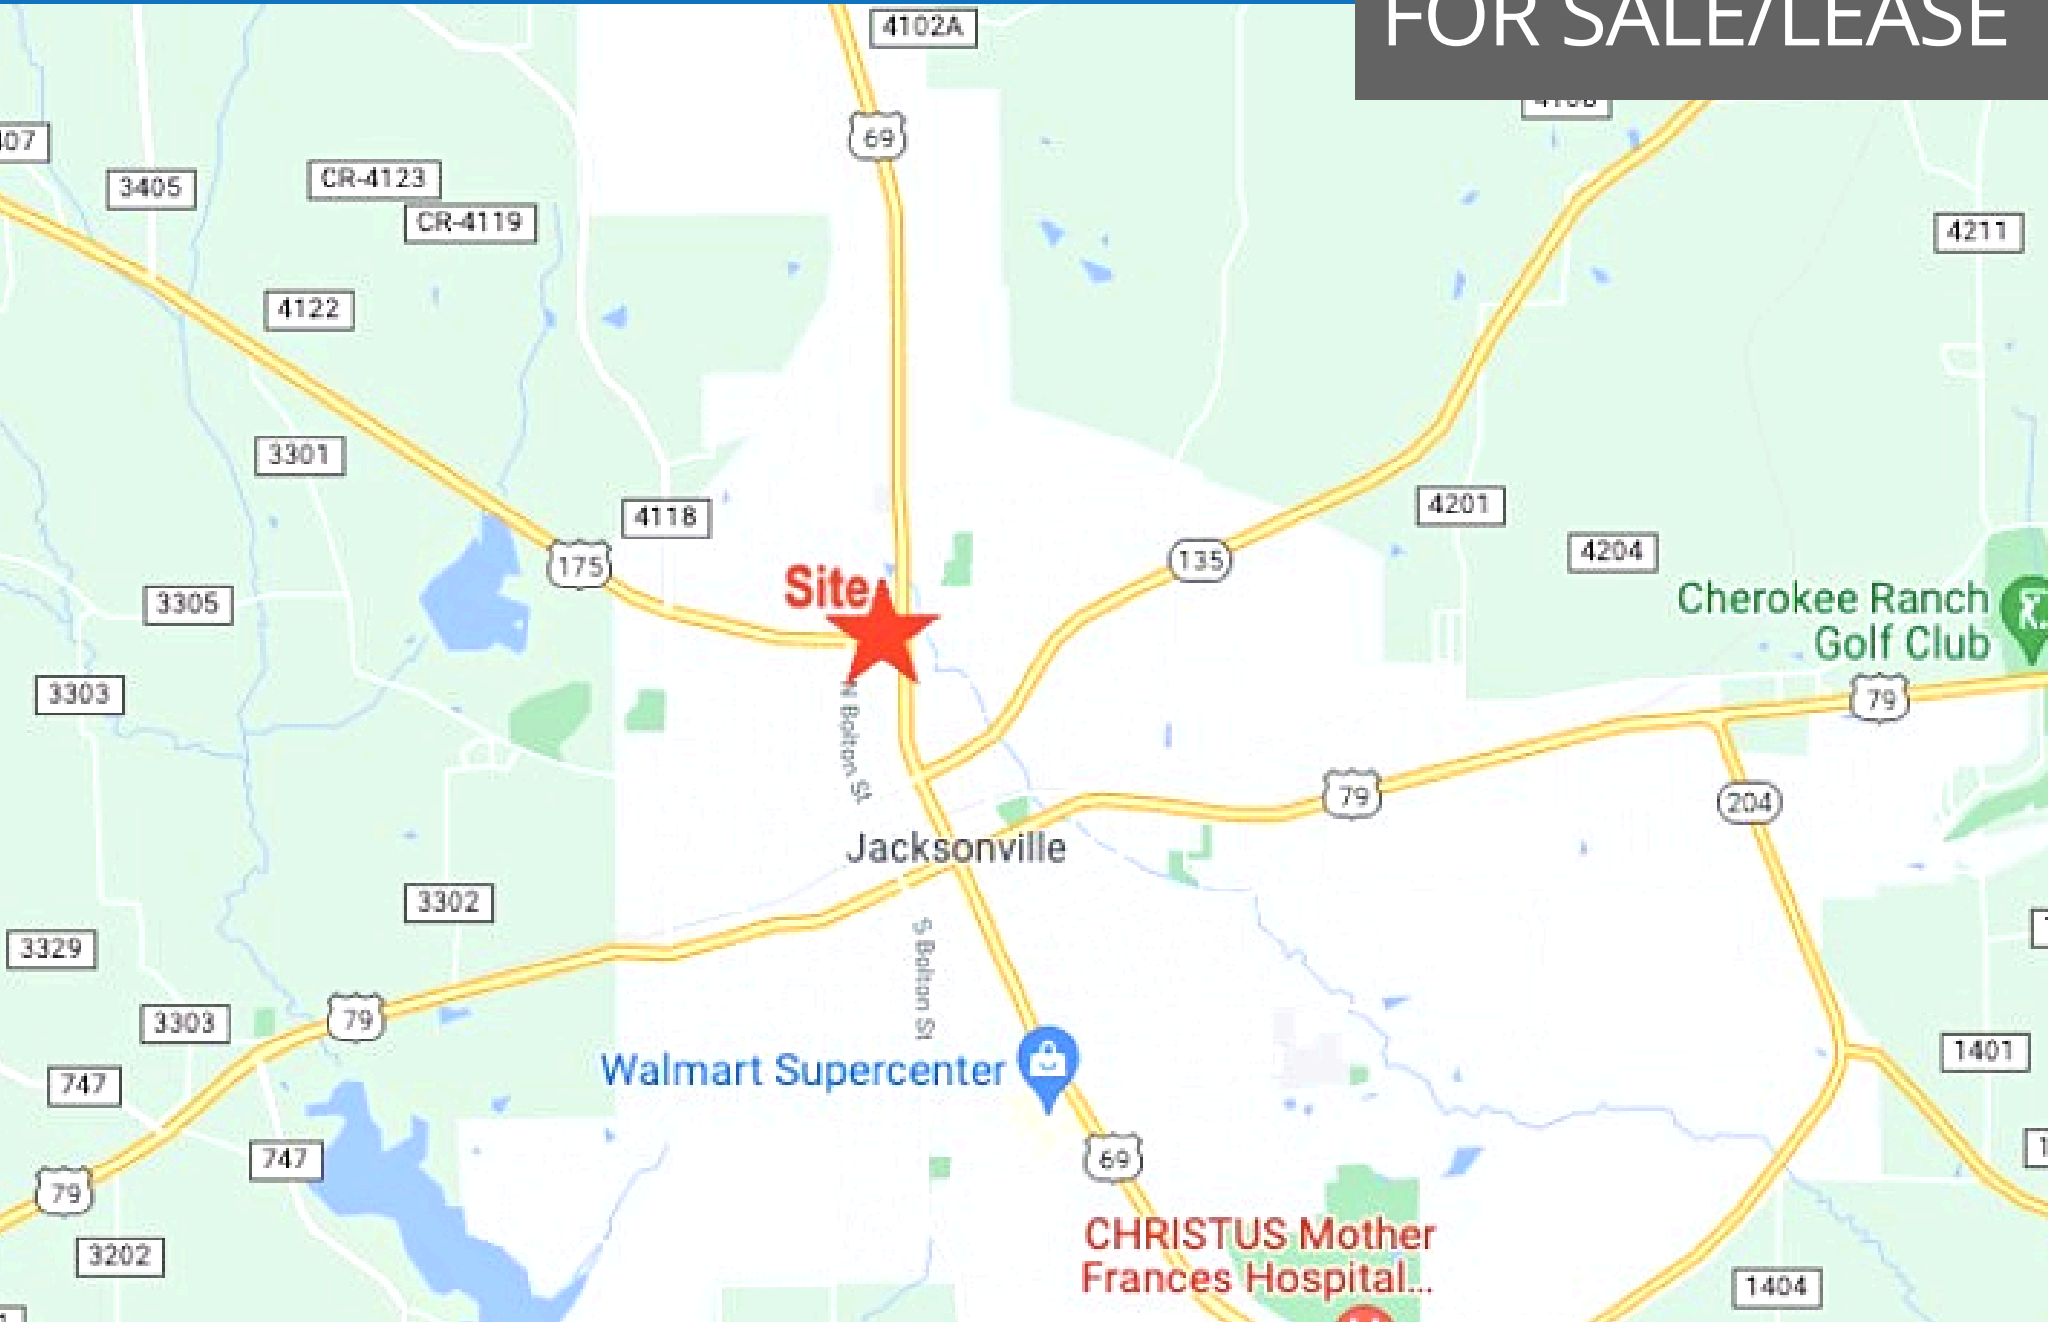 FOR SALE/LEASE
4102A
69
3405
CR-4123
CR-4119
4211
4122
3301
4118
4201
175
135
4204
Site
3305
Cherokee Ranch
Golf Club
3303
79
N Bolton St
79
204
Jacksonville
3302
3329
S Bolton St
79
3303
1401
747
Walmart Supercenter
747
69
79
3202
CHRISTUS Mother
Frances Hospital...
1404